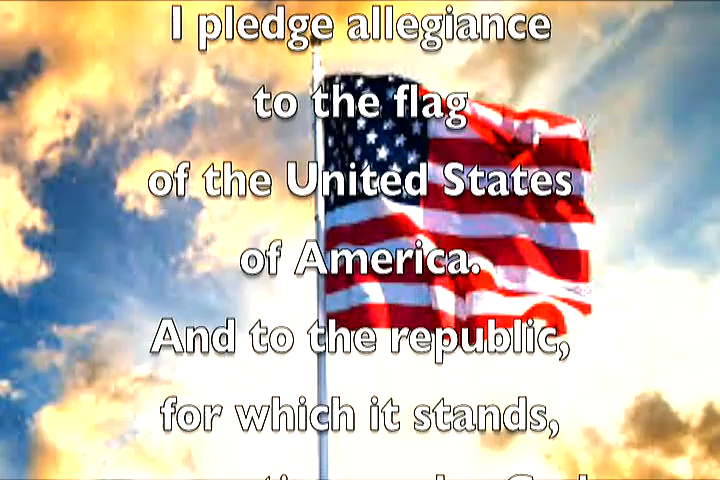 I pledge allegiance
to the flag
of the United States
of America.
And to the republic,
for which it stands,